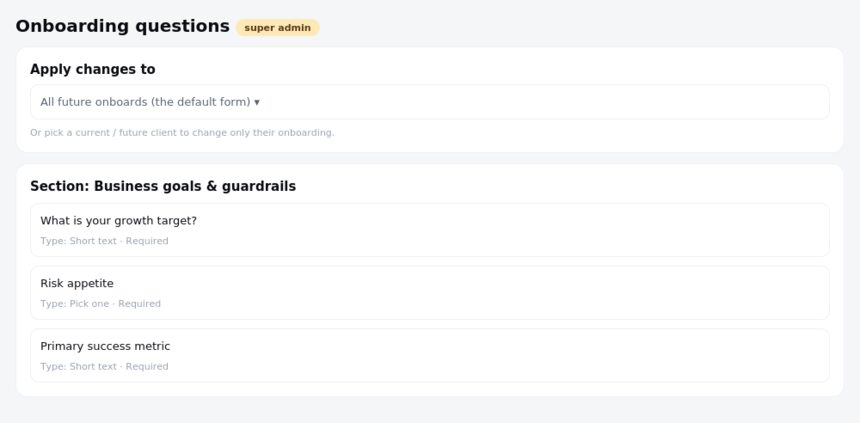 Onboarding questions super admin
Apply changes to
All future onboards (the default form) ▾
Or pick a current / future client to change only their onboarding.
Section: Business goals & guardrails
What is your growth target?
Type: Short text · Required
Risk appetite
Type: Pick one · Required
Primary success metric
Type: Short text · Required